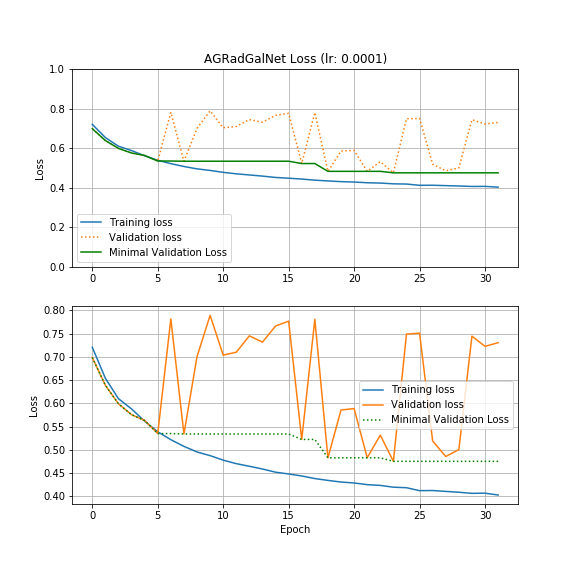 AGRadGalNet Loss (lr: 0.0001)
1.0
0.8
0.6
0.4
0.2
0.0
Loss
Training loss
Validation loss
Minimal Validation Loss
0 5 10 15 20 25 30
0.80
0.75
0.70
0.65
0.60
0.55
0.50
0.45
0.40
Loss
Training loss
Validation loss
Minimal Validation Loss
0 5 10 15 20 25 30
Epoch